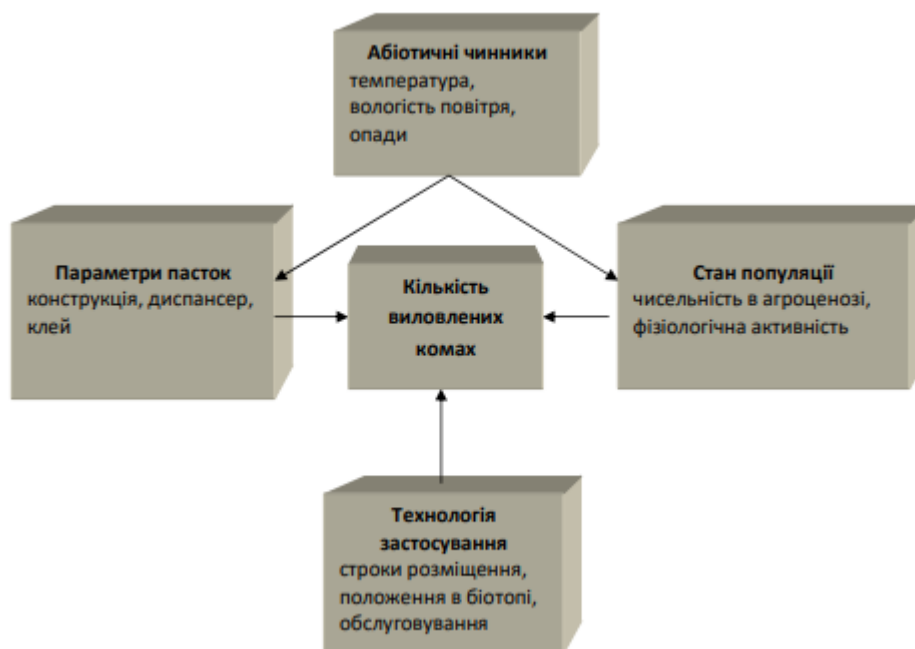 Абіотичні чинники
температура,
вологість повітря,
опади
Параметри пасток
конструкція, диспансер,
клей
Кількість
виловлених
комах
Стан популяції
чисельність в агроценозі,
фізіологічна активність
Технологія
застосування
строки розміщення,
положення в біотопі,
обслуговування